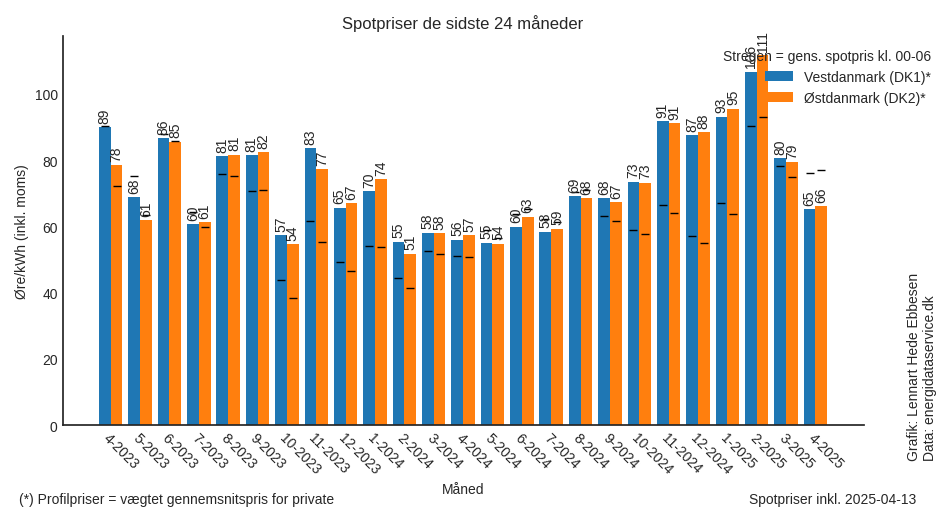 Spotpriser de sidste 24 måneder
Stregen = gens. spotpris kl. 00-06
Vestdanmark (DK1)*
Østdanmark (DK2)*
Øre/kWh (inkl. moms)
100
80
60
40
20
0
89 78 68 61 86 85 60 61 81 81 81 82 57 54 83 77 65 67 70 74 55 51 58 58 56 57 55 54 60 63 58 59 69 68 68 67 73 73 91 91 87 88 93 95 106 111 80 79 65 66
4-2023 5-2023 6-2023 7-2023 8-2023 9-2023 10-2023 11-2023 12-2023 1-2024 2-2024 3-2024 4-2024 5-2024 6-2024 7-2024 8-2024 9-2024 10-2024 11-2024 12-2024 1-2025 2-2025 3-2025 4-2025
Måned
Grafik: Lennart Hede Ebbesen
Data: energidataservice.dk
(*) Profilpriser = vægtet gennemsnitspris for private
Spotpriser inkl. 2025-04-13